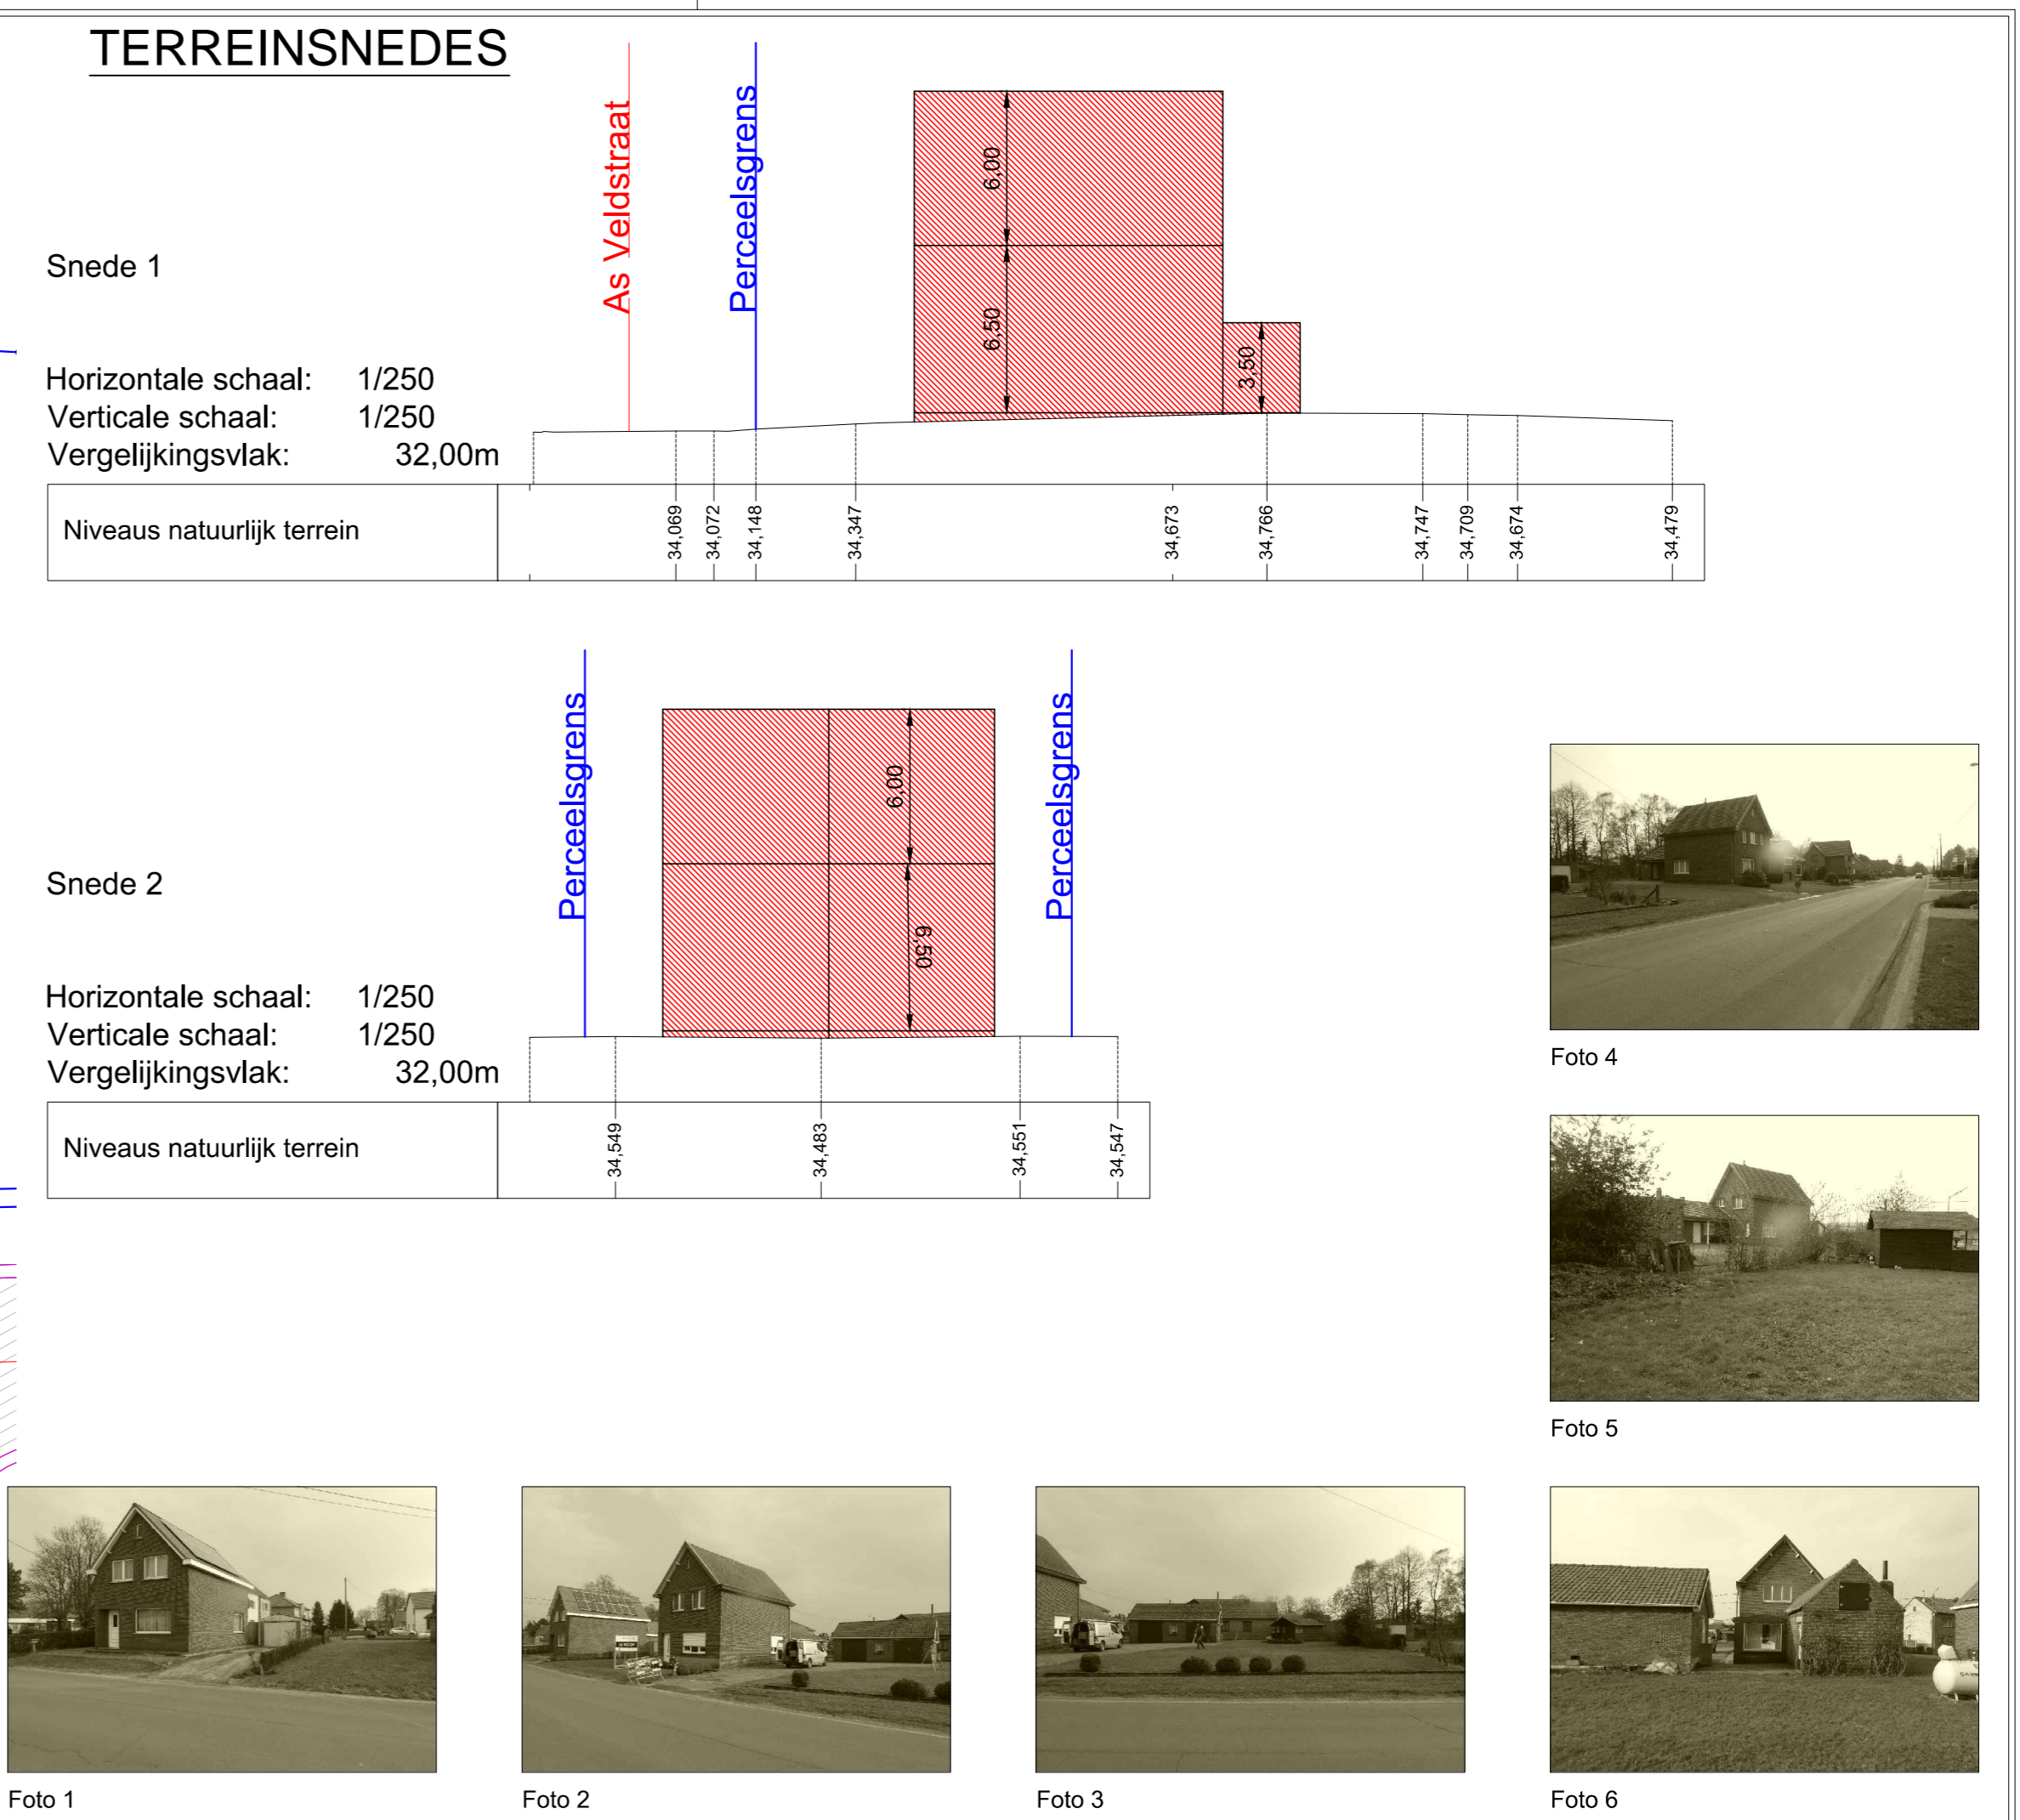 TERREINSNEDES
As Veldstraat
Perceelsgrens
6,00
6,50
3,50
Snede 1
Horizontale schaal: 1/250
Verticale schaal: 1/250
Vergelijkingsvlak: 32,00m
Niveaus natuurlijk terrein
34,069
34,072
34,148
34,347
34,673
34,766
34,747
34,709
34,674
34,479
Perceelsgrens
6,00
6,50
Perceelsgrens
Snede 2
Horizontale schaal: 1/250
Verticale schaal: 1/250
Vergelijkingsvlak: 32,00m
Niveaus natuurlijk terrein
34,549
34,483
34,551
34,547
Foto 4
Foto 5
Foto 1
Foto 2
Foto 3
Foto 6